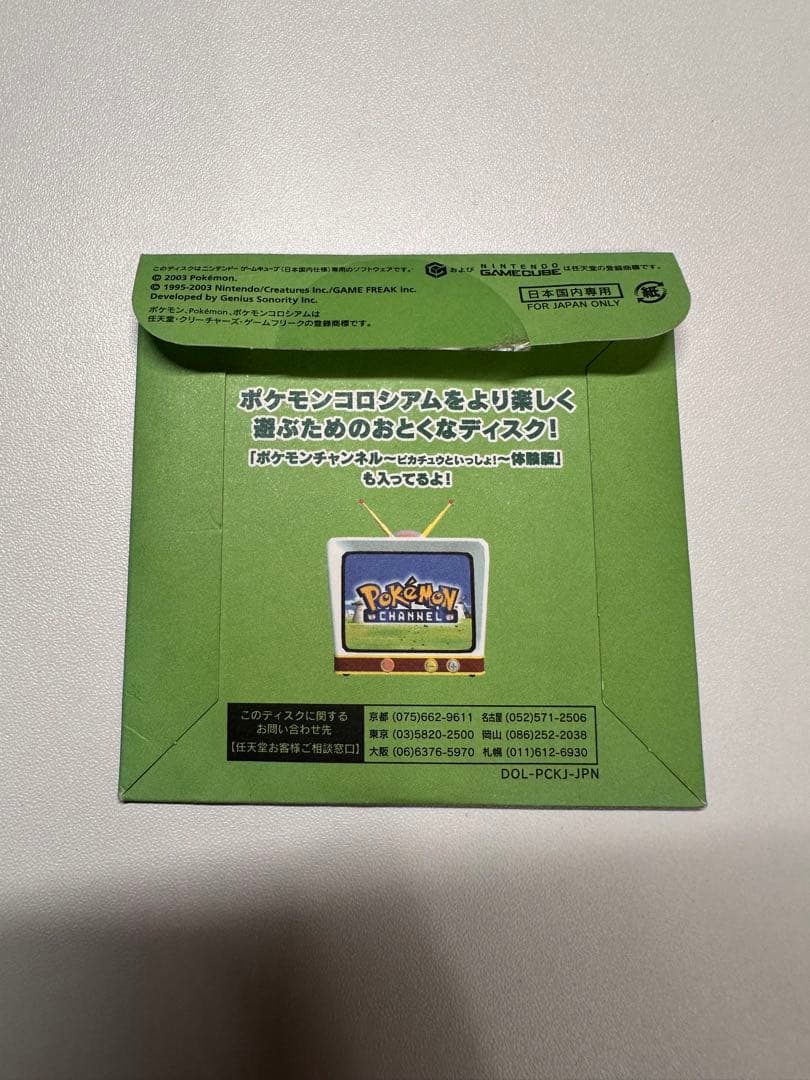 このディスクはニンテンドーゲームキューブ(日本国内仕様)専用のソフトウェアです。 および NINTENDO GAMECUBEは任天堂の登録商標です。
© 2003 Pokémon.
© 1995-2003 Nintendo/Creatures Inc./GAME FREAK inc.
Developed by Genius Sonority Inc.
ポケモン、Pokémon、ポケモンコロシアムは
任天堂・クリーチャーズ・ゲームフリークの登録商標です。
日本国内専用
FOR JAPAN ONLY
紙
ポケモンコロシアムをより楽しく
遊ぶためのおとくなディスク!
「ポケモンチャンネル〜ピカチュウといっしょ!〜体験版」
も入ってるよ!
POKéMON
CHANNEL
このディスクに関する
お問い合わせ先
【任天堂お客様ご相談窓口】
京都 (075)662-9611 名古屋 (052)571-2506
東京 (03)5820-2500 岡山 (086)252-2038
大阪 (06)6376-5970 札幌 (011)612-6930
DOL-PCKJ-JPN